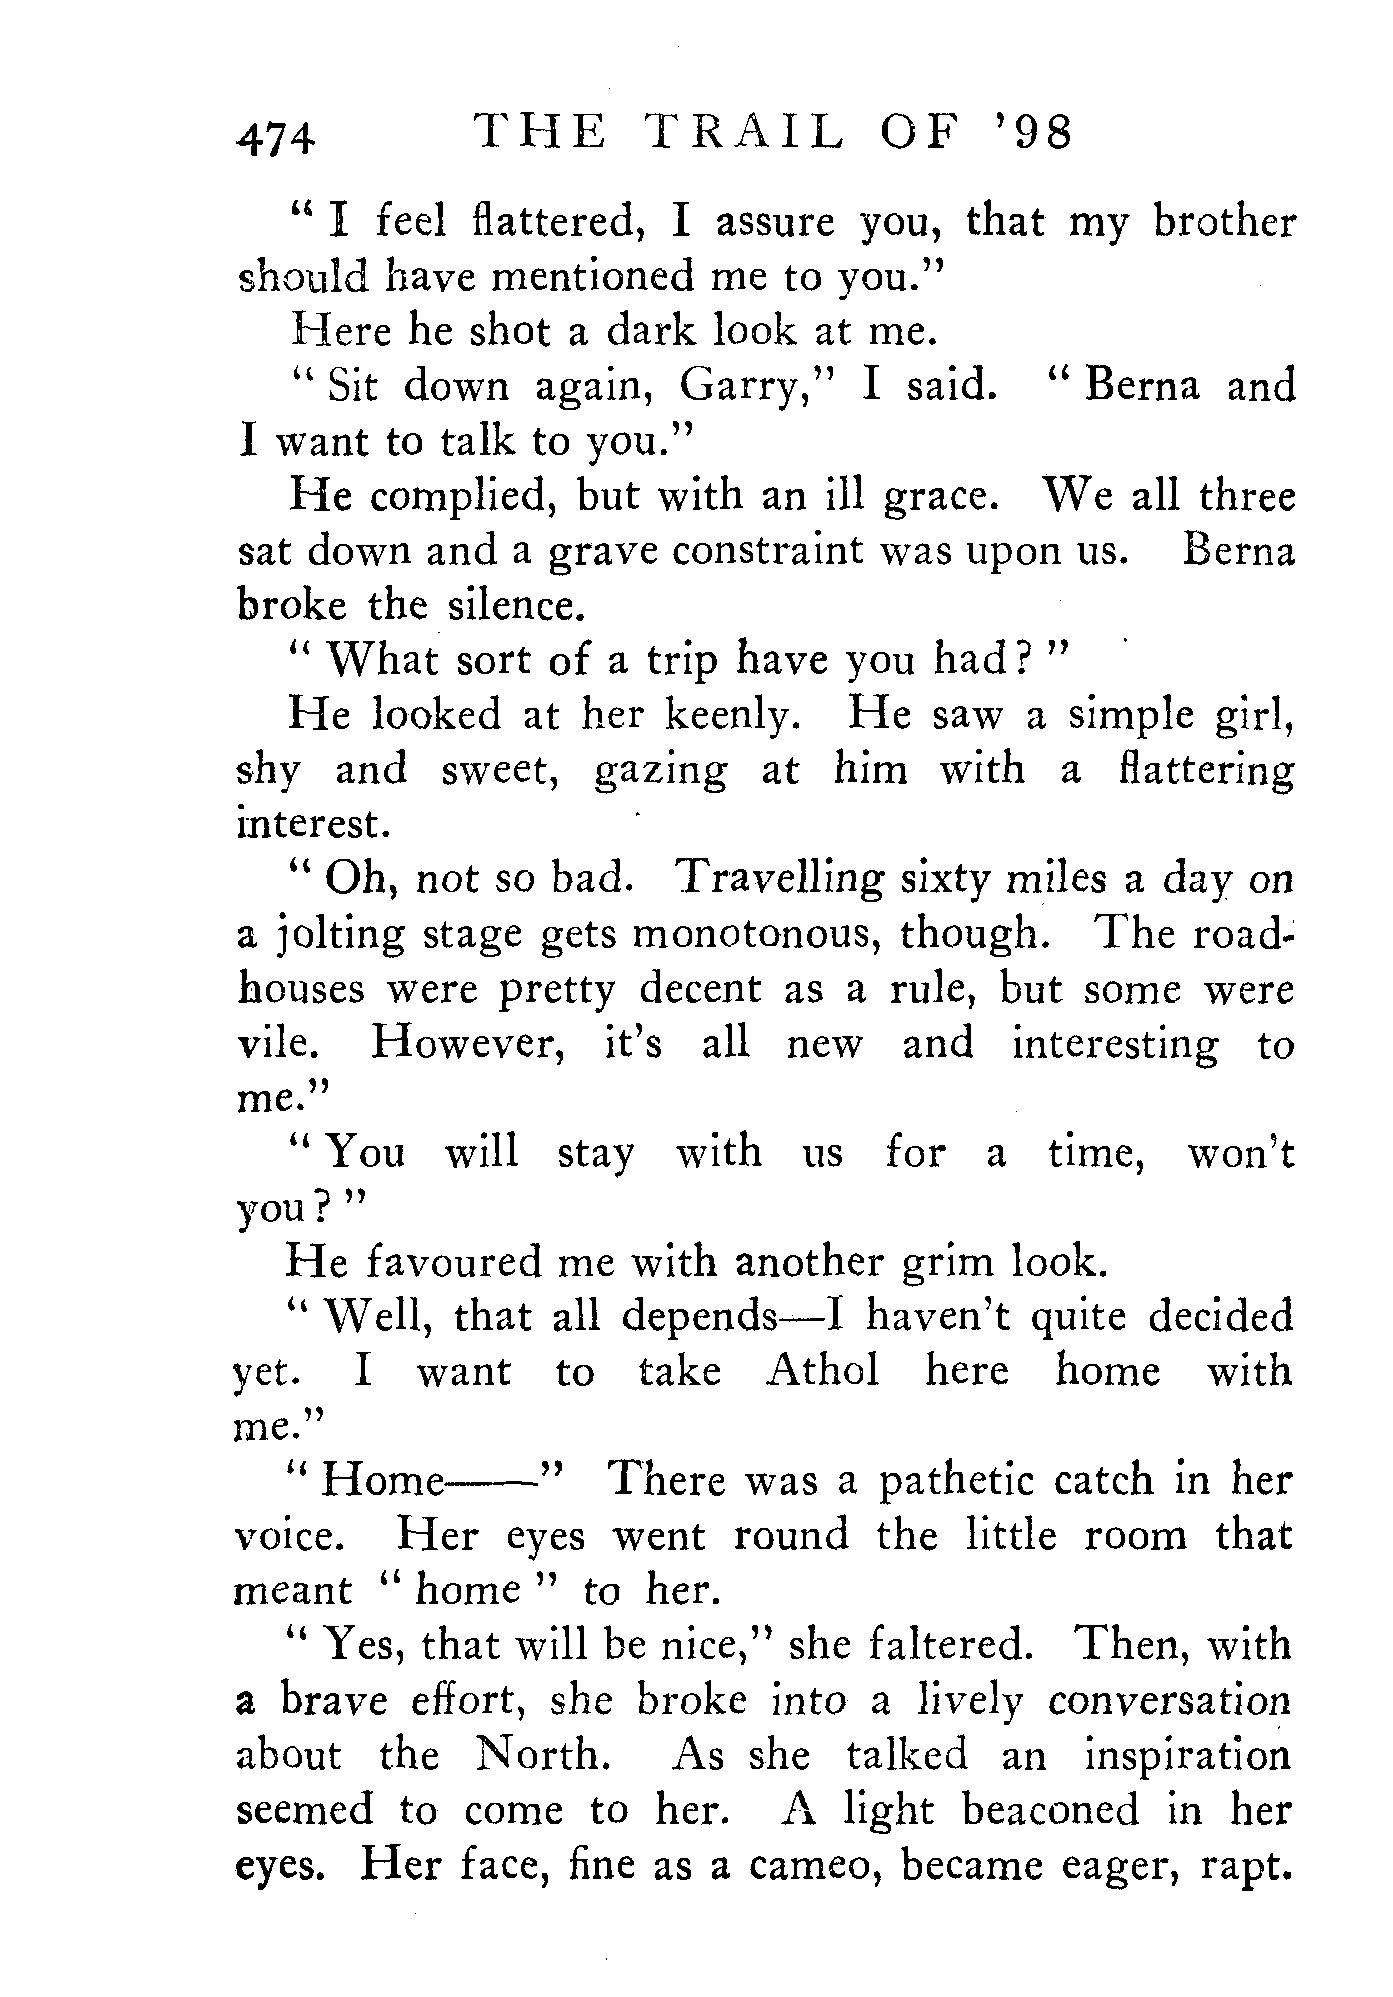 474 THE TRAIL OF '98
" I feel flattered, I assure you, that my brother
should have mentioned me to you."
Here he shot a dark look at me.
" Sit down again, Garry," I said. " Berna and
I want to talk to you."
He complied, but with an ill grace. We all three
sat down and a grave constraint was upon us. Berna
broke the silence.
" What sort of a trip have you had? "
He looked at her keenly. He saw a simple girl,
shy and sweet, gazing at him with a flattering
interest.
" Oh, not so bad. Travelling sixty miles a day on
a jolting stage gets monotonous, though. The road-
houses were pretty decent as a rule, but some were
vile. However, it's all new and interesting to
me."
" You will stay with us for a time, won't
you? "
He favoured me with another grim look.
" Well, that all depends—I haven't quite decided
yet. I want to take Athol here home with
me."
" Home——" There was a pathetic catch in her
voice. Her eyes went round the little room that
meant " home " to her.
" Yes, that will be nice," she faltered. Then, with
a brave effort, she broke into a lively conversation
about the North. As she talked an inspiration
seemed to come to her. A light beaconed in her
eyes. Her face, fine as a cameo, became eager, rapt.